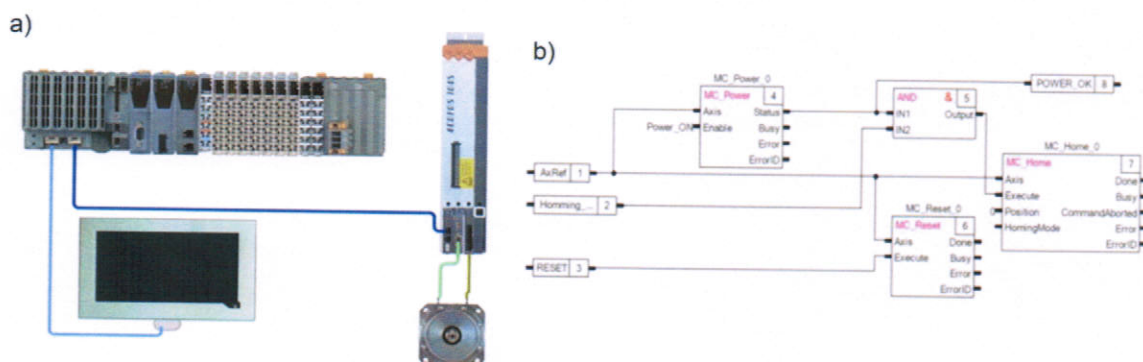 a)
b)
MC_Power_0
MC_Power 4
Axis Status
Power_ON Enable Busy
Error
ErrorID
AND & 5
IN1 Output
IN2
POWER_OK 8
AxRef 1
Homming_... 2
RESET 3
MC_Reset_0
MC_Reset 6
Axis Done
Execute Busy
Error
ErrorID
MC_Home_0
MC_Home 7
Axis Done
Execute Busy
0 Position CommandAborted
HomingMode Error
ErrorID